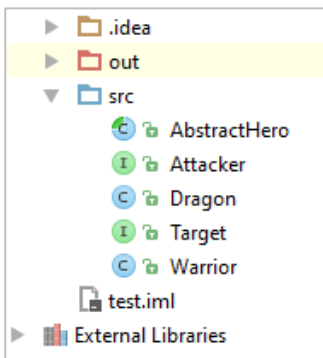 .idea
out
src
C AbstractHero
I Attacker
C Dragon
I Target
C Warrior
test.iml
External Libraries